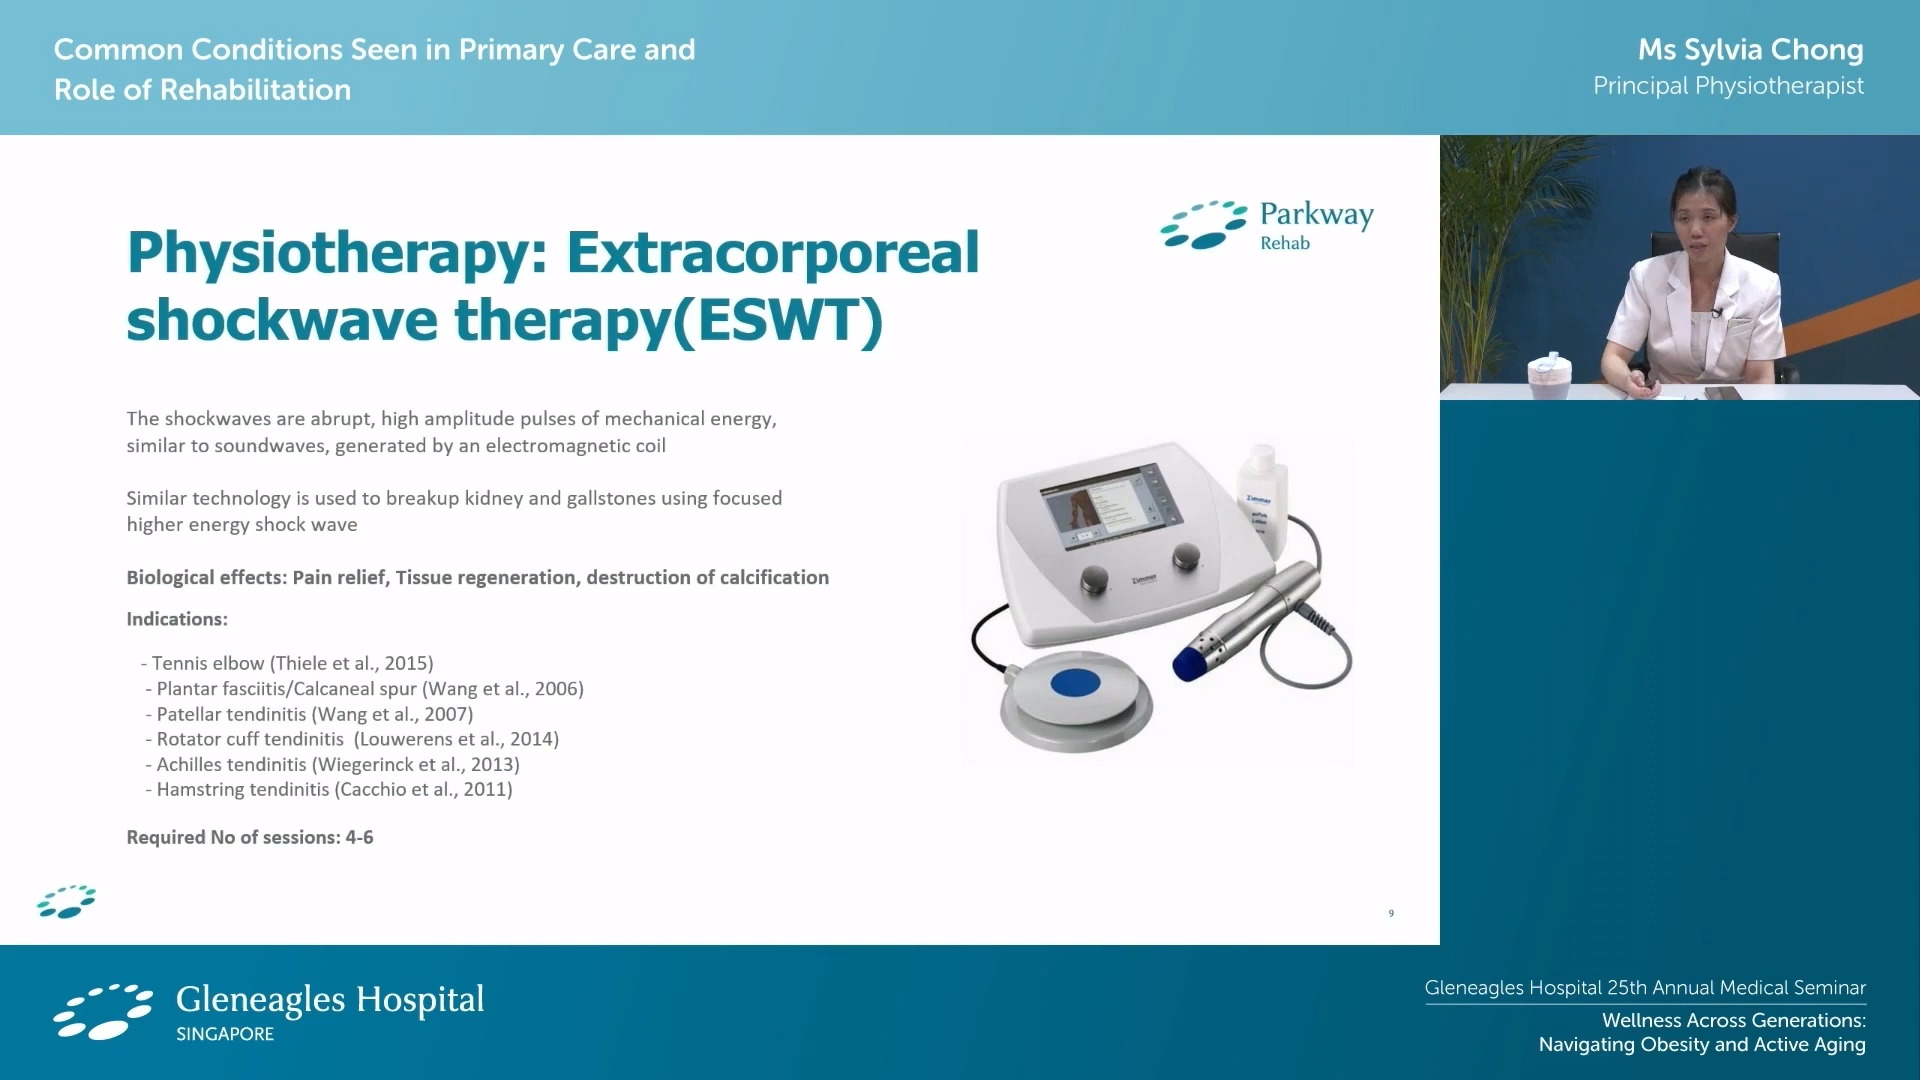 Common Conditions Seen in Primary Care and
Role of Rehabilitation
Ms Sylvia Chong
Principal Physiotherapist
Parkway
Rehab
Physiotherapy: Extracorporeal
shockwave therapy(ESWT)
The shockwaves are abrupt, high amplitude pulses of mechanical energy,
similar to soundwaves, generated by an electromagnetic coil
Similar technology is used to breakup kidney and gallstones using focused
higher energy shock wave
Biological effects: Pain relief, Tissue regeneration, destruction of calcification
Indications:
- Tennis elbow (Thiele et al., 2015)
- Plantar fasciitis/Calcaneal spur (Wang et al., 2006)
- Patellar tendinitis (Wang et al., 2007)
- Rotator cuff tendinitis  (Louwerens et al., 2014)
- Achilles tendinitis (Wiegerinck et al., 2013)
- Hamstring tendinitis (Cacchio et al., 2011)
Required No of sessions: 4-6
Zimmer
Zimmer
9
Gleneagles Hospital
SINGAPORE
Gleneagles Hospital 25th Annual Medical Seminar
Wellness Across Generations:
Navigating Obesity and Active Aging